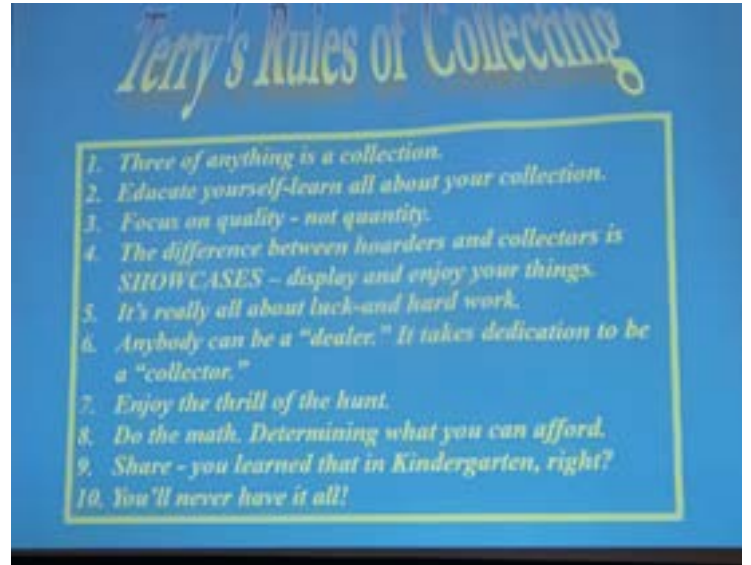 Terry's Rules of Collecting
1. Three of anything is a collection.
2. Educate yourself-learn all about your collection.
3. Focus on quality - not quantity.
4. The difference between hoarders and collectors is
SHOWCASES – display and enjoy your things.
5. It's really all about luck-and hard work.
6. Anybody can be a "dealer." It takes dedication to be
a "collector."
7. Enjoy the thrill of the hunt.
8. Do the math. Determining what you can afford.
9. Share - you learned that in Kindergarten, right?
10. You'll never have it all!